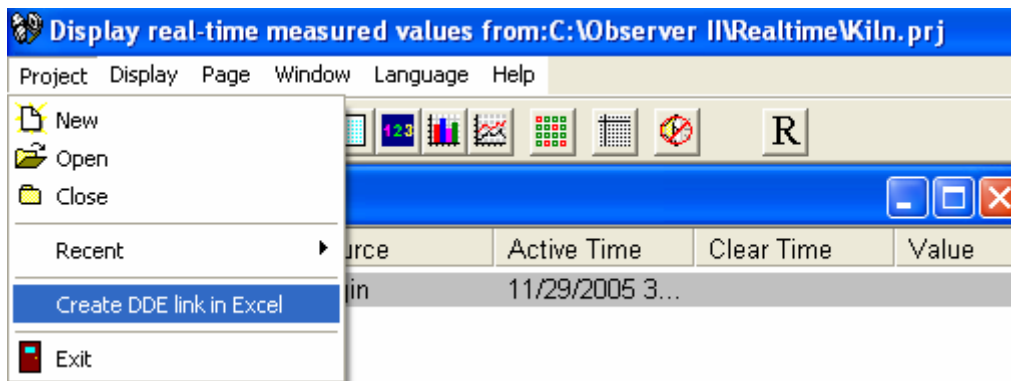 Display real-time measured values from:C:\Observer II\Realtime\Kiln.prj
Project Display Page Window Language Help
New
123
R
Open
Close
Recent
urce Active Time Clear Time Value
Create DDE link in Excel
11/29/2005 3...
Exit